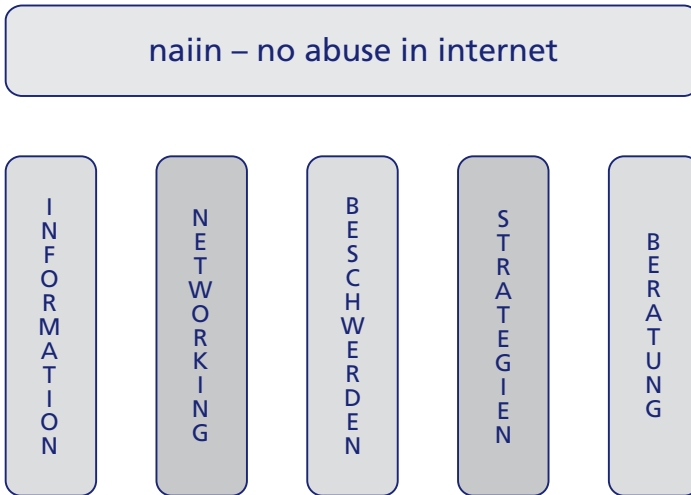 naiin – no abuse in internet
INFORMATION
NETWORKING
BESCHWERDEN
STRATEGIEN
BERATUNG